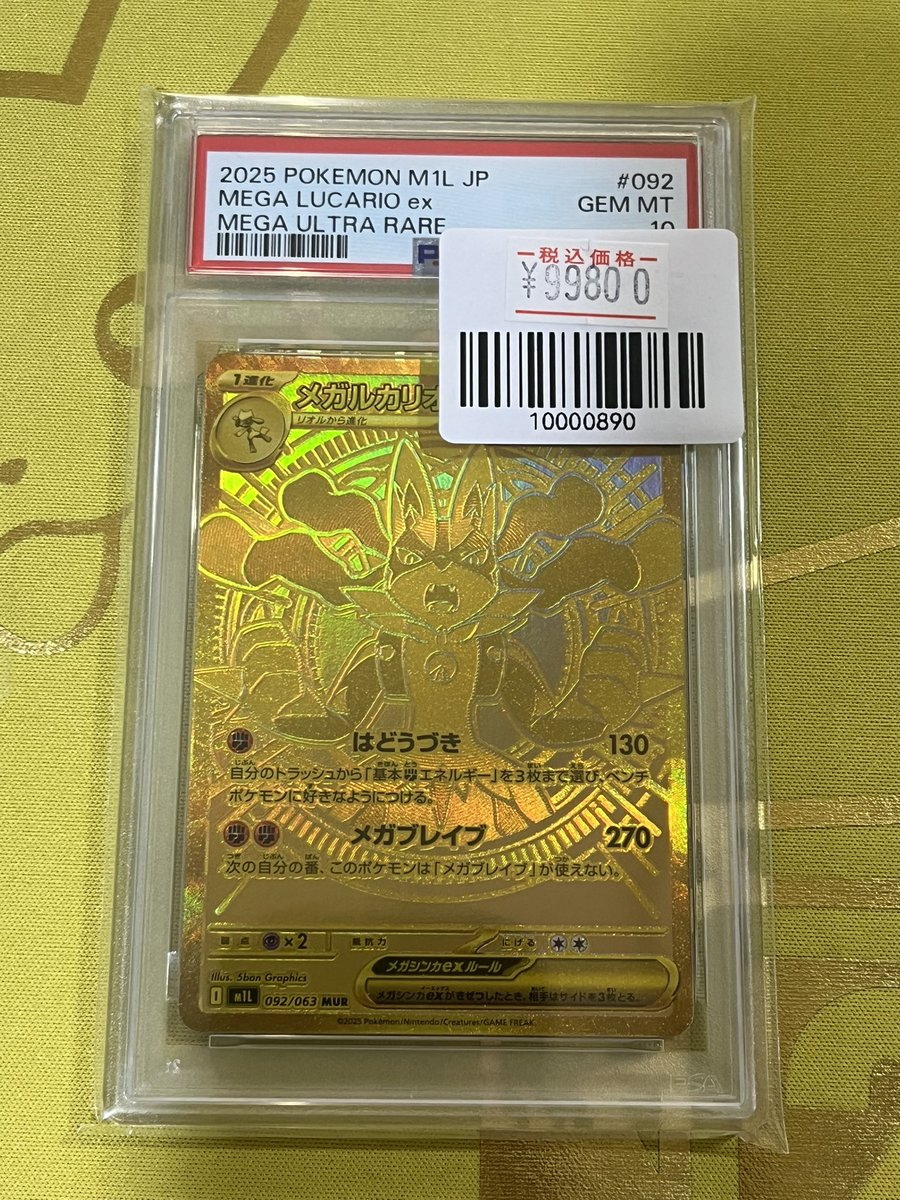 2025 POKEMON M1L JP #092
MEGA LUCARIO ex GEM MT
MEGA ULTRA RARE 10
税込価格
¥99800
10000890
1進化
メガルカリオ
リオルから進化
はどうづき 130
自分のトラッシュから「基本エネルギー」を3枚まで選び、ベンチ
ポケモンに好きなようにつける。
メガブレイブ 270
次の自分の番、このポケモンは「メガブレイブ」が使えない。
弱点 ×2 抵抗力 にげる
メガシンカexルール
メガシンカexがきぜつしたとき、相手はサイドを3枚とる。
Illus. 5ban Graphics
m1L 092/063 MUR
©2025 Pokémon/Nintendo/Creatures/GAME FREAK.
PSA